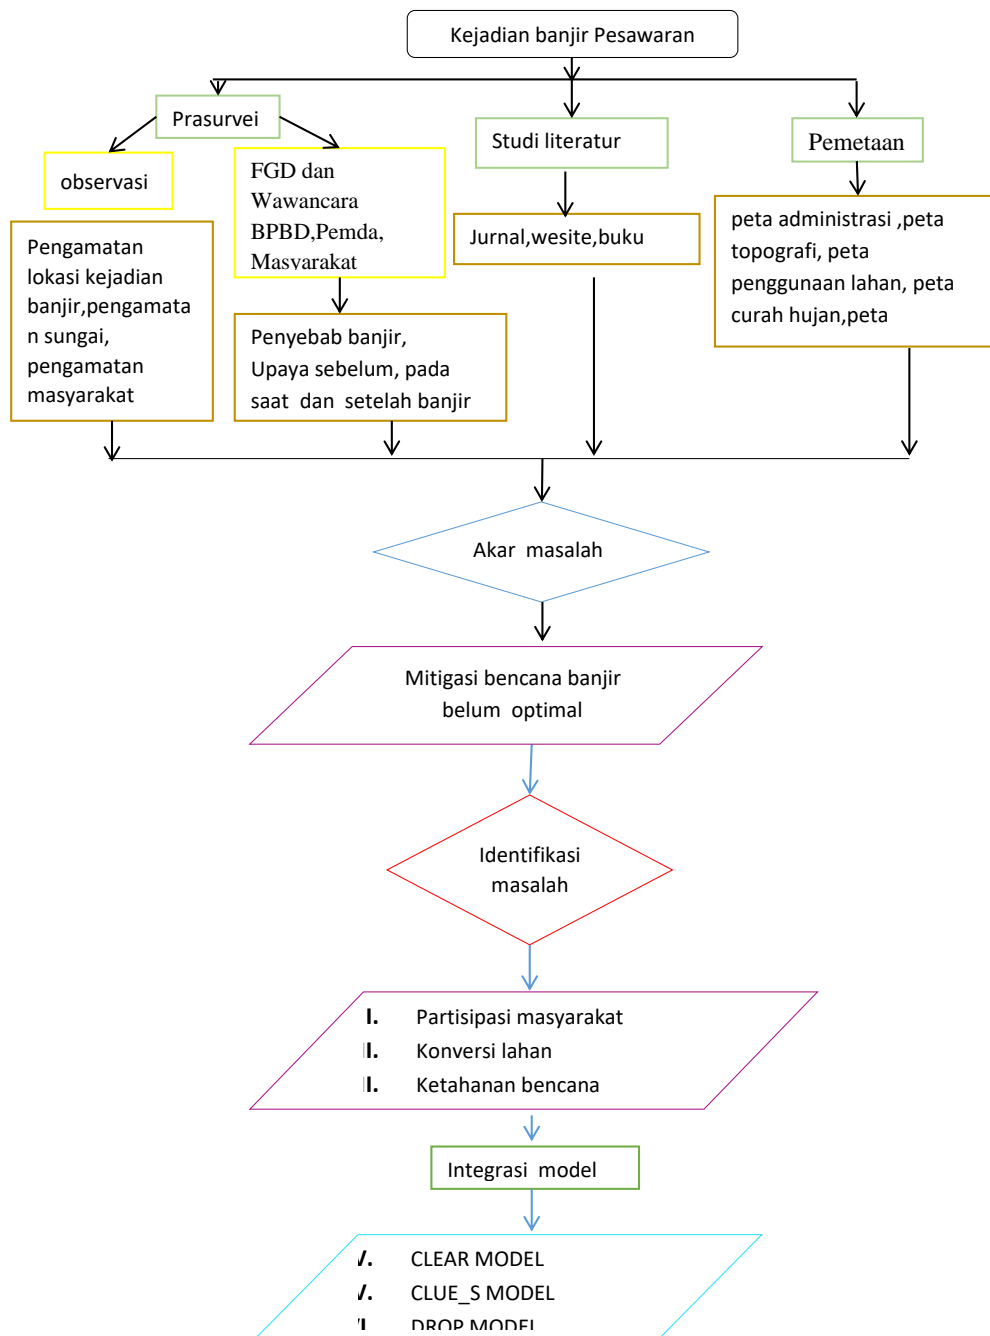 Kejadian banjir Pesawaran
Prasurvei
Studi literatur
Pemetaan
observasi
FGD dan
Wawancara
BPBD,Pemda,
Masyarakat
Jurnal,wesite,buku
peta administrasi ,peta
topografi, peta
penggunaan lahan, peta
curah hujan,peta
Pengamatan
lokasi kejadian
banjir,pengamata
n sungai,
pengamatan
masyarakat
Penyebab banjir,
Upaya sebelum, pada
saat dan setelah banjir
Akar masalah
Mitigasi bencana banjir
belum optimal
Identifikasi
masalah
I. Partisipasi masyarakat
I. Konversi lahan
I. Ketahanan bencana
Integrasi model
V. CLEAR MODEL
V. CLUE_S MODEL
DROP MODEL